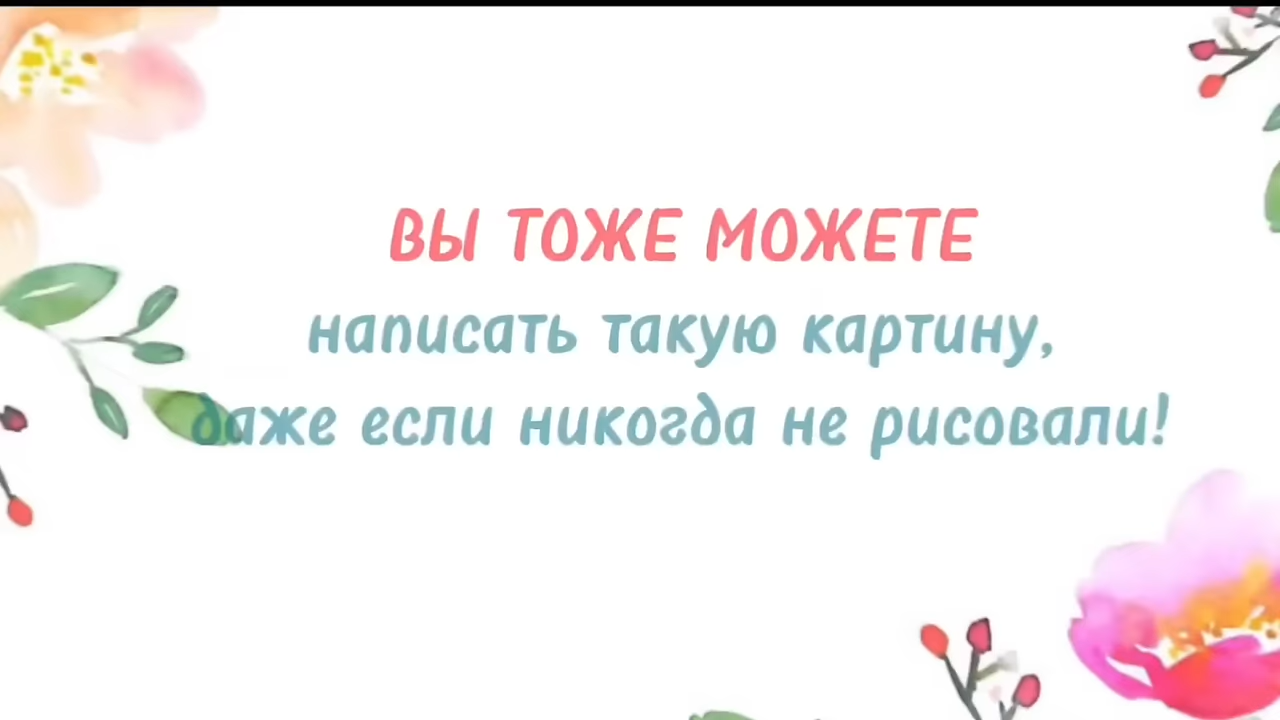 ВЫ ТОЖЕ МОЖЕТЕ
написать такую картину,
даже если никогда не рисовали!